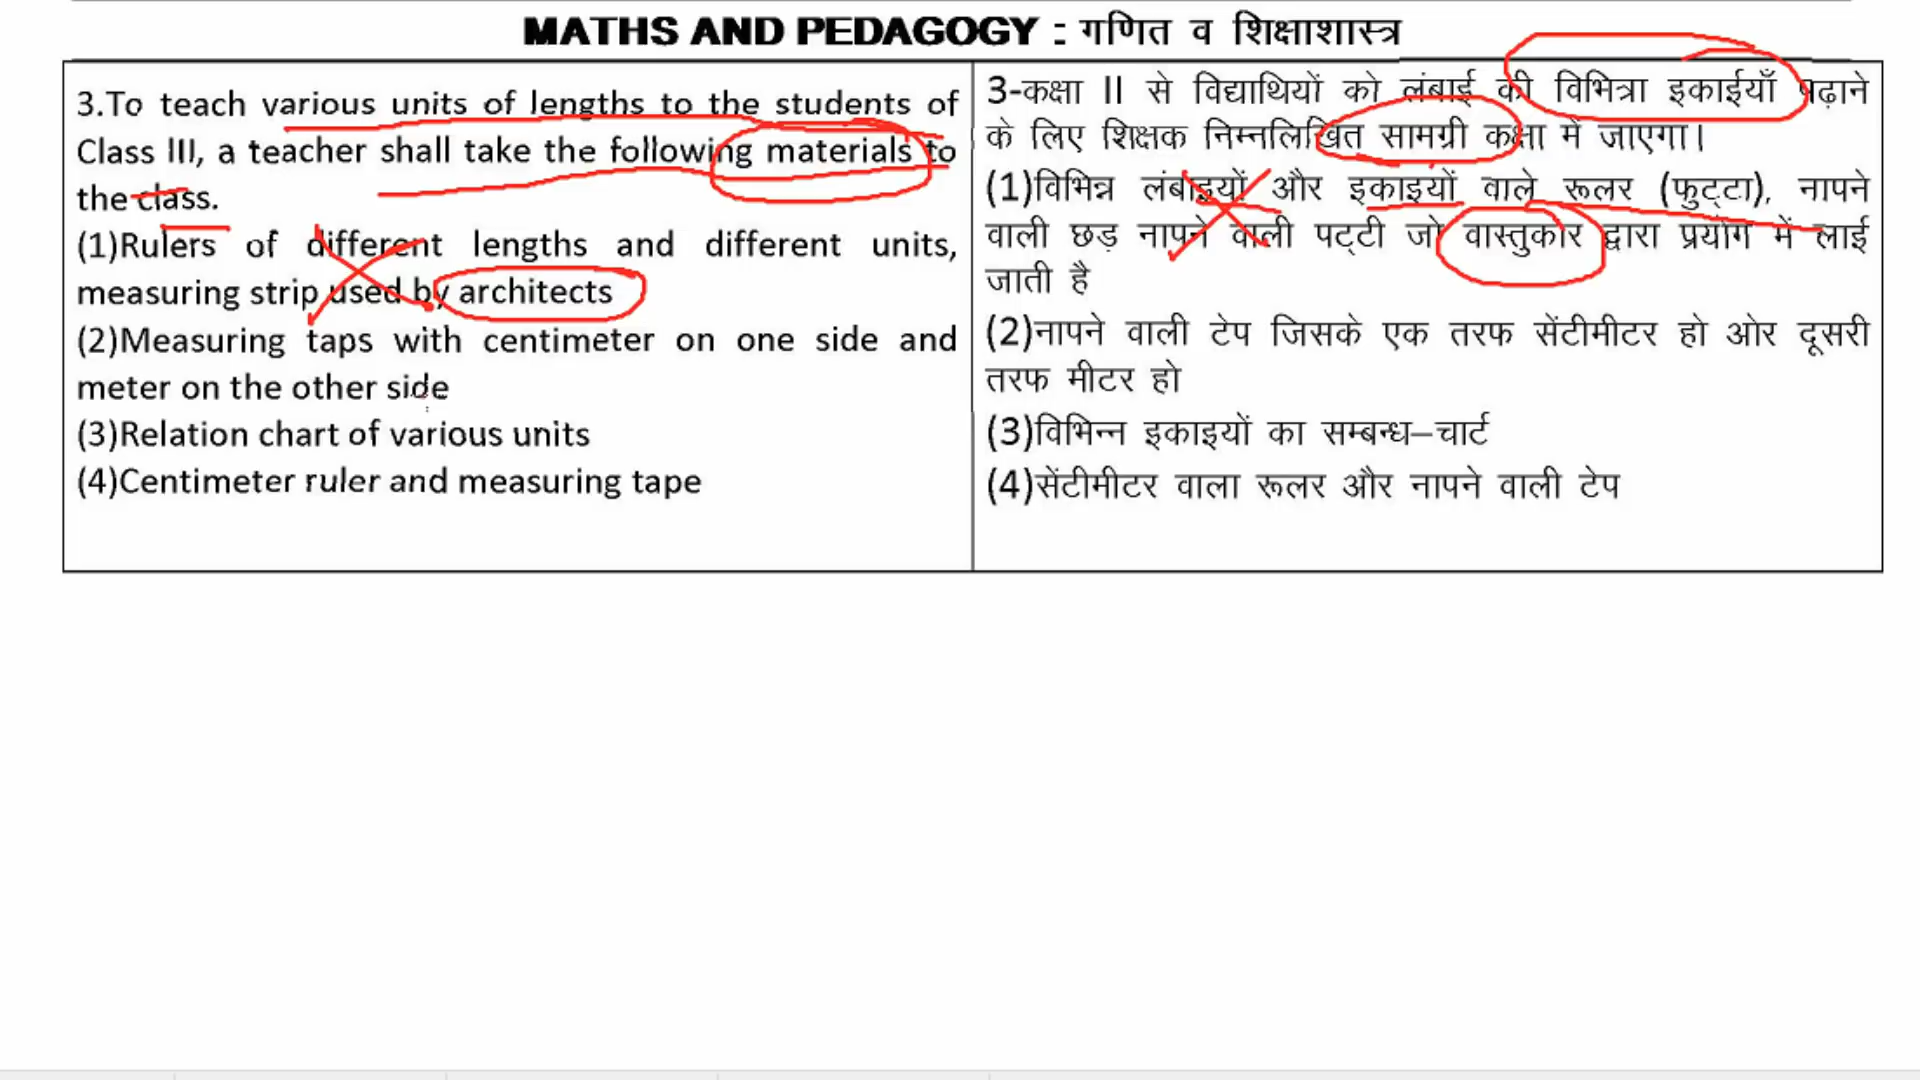 MATHS AND PEDAGOGY : गणित व शिक्षाशास्त्र
3.To teach various units of lengths to the students of
Class III, a teacher shall take the following materials to
the class.
(1)Rulers of different lengths and different units,
measuring strip used by architects
(2)Measuring taps with centimeter on one side and
meter on the other side
(3)Relation chart of various units
(4)Centimeter ruler and measuring tape
3-कक्षा II से विद्याथियों को लंबाई की विभित्रा इकाईयाँ पढ़ाने
के लिए शिक्षक निम्नलिखित सामग्री कक्षा में जाएगा।
(1)विभिन्न लंबाइयों और इकाइयों वाले रूलर (फुट्टा), नापने
वाली छड़ नापने वाली पट्टी जो वास्तुकार द्वारा प्रयोग में लाई
जाती है
(2)नापने वाली टेप जिसके एक तरफ सेंटीमीटर हो ओर दूसरी
तरफ मीटर हो
(3)विभिन्न इकाइयों का सम्बन्ध–चार्ट
(4)सेंटीमीटर वाला रूलर और नापने वाली टेप